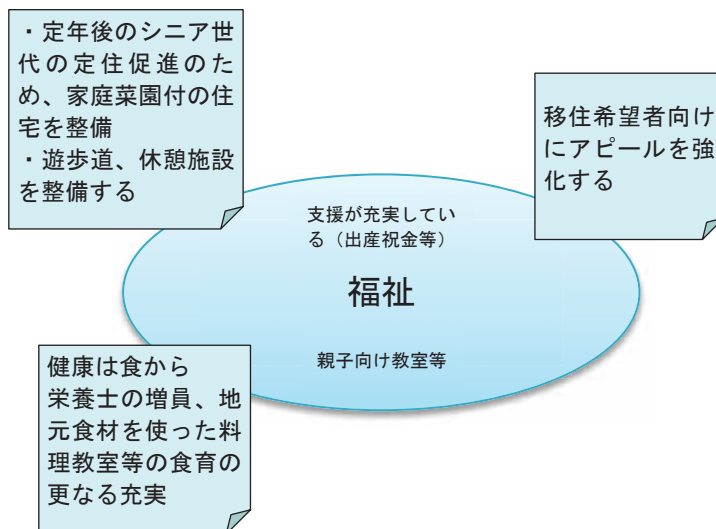 ・定年後のシニア世
代の定住促進のた
め、家庭菜園付の住
宅を整備
・遊歩道、休憩施設
を整備する
移住希望者向け
にアピールを強
化する
支援が充実してい
る（出産祝金等）
福祉
親子向け教室等
健康は食から
栄養士の増員、地
元食材を使った料
理教室等の食育の
更なる充実